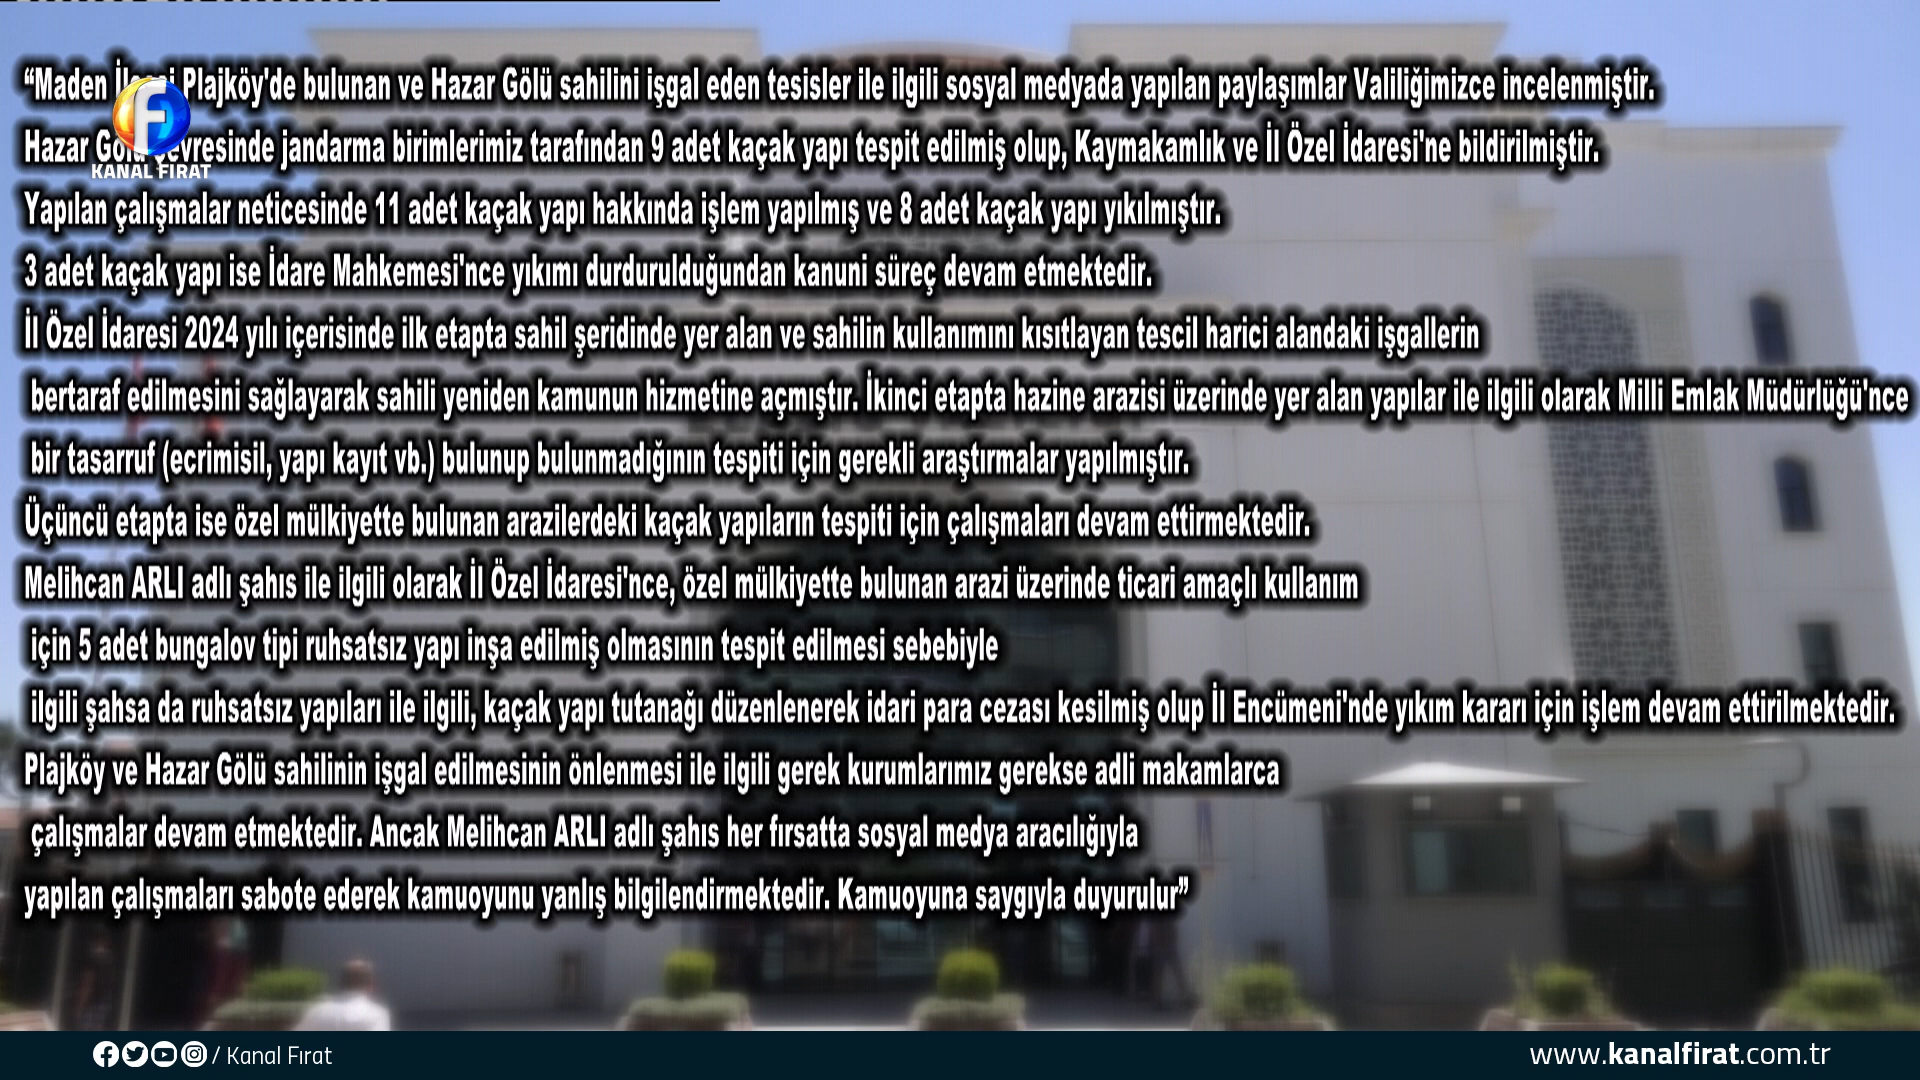 “Maden Plajköy'de bulunan ve Hazar Gölü sahilini işgal eden tesisler ile ilgili sosyal medyada yapılan paylaşımlar Valiliğimizce incelenmiştir.
Hazar Gölü çevresinde jandarma birimlerimiz tarafından 9 adet kaçak yapı tespit edilmiş olup, Kaymakamlık ve İl Özel İdaresi'ne bildirilmiştir.
KANAL FIRAT
Yapılan çalışmalar neticesinde 11 adet kaçak yapı hakkında işlem yapılmış ve 8 adet kaçak yapı yıkılmıştır.
3 adet kaçak yapı ise İdare Mahkemesi'nce yıkımı durdurulduğundan kanuni süreç devam etmektedir.
İl Özel İdaresi 2024 yılı içerisinde ilk etapta sahil şeridinde yer alan ve sahilin kullanımını kısıtlayan tescil harici alandaki işgallerin
bertaraf edilmesini sağlayarak sahili yeniden kamunun hizmetine açmıştır. İkinci etapta hazine arazisi üzerinde yer alan yapılar ile ilgili olarak Milli Emlak Müdürlüğü'nce
bir tasarruf (ecrimisil, yapı kayıt vb.) bulunup bulunmadığının tespiti için gerekli araştırmalar yapılmıştır.
Üçüncü etapta ise özel mülkiyette bulunan arazilerdeki kaçak yapıların tespiti için çalışmaları devam ettirmektedir.
Melihcan ARLI adlı şahıs ile ilgili olarak İl Özel İdaresi'nce, özel mülkiyette bulunan arazi üzerinde ticari amaçlı kullanım
için 5 adet bungalov tipi ruhsatsız yapı inşa edilmiş olmasının tespit edilmesi sebebiyle
ilgili şahsa da ruhsatsız yapıları ile ilgili, kaçak yapı tutanağı düzenlenerek idari para cezası kesilmiş olup İl Encümeni'nde yıkım kararı için işlem devam ettirilmektedir.
Plajköy ve Hazar Gölü sahilinin işgal edilmesinin önlenmesi ile ilgili gerek kurumlarımız gerekse adli makamlarca
çalışmalar devam etmektedir. Ancak Melihcan ARLI adlı şahıs her fırsatta sosyal medya aracılığıyla
yapılan çalışmaları sabote ederek kamuoyunu yanlış bilgilendirmektedir. Kamuoyuna saygıyla duyurulur”
/ Kanal Fırat
www.kanalfirat.com.tr